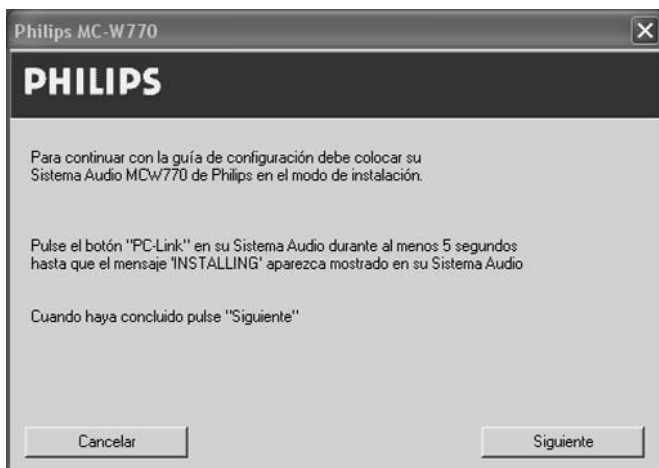 Philips MC-W770
PHILIPS
Para continuar con la guía de configuración debe colocar su
Sistema Audio MCW770 de Philips en el modo de instalación.
Pulse el botón "PC-Link" en su Sistema Audio durante al menos 5 segundos
hasta que el mensaje 'INSTALLING' aparezca mostrado en su Sistema Audio
Cuando haya concluido pulse "Siguiente"
Cancelar
Siguiente